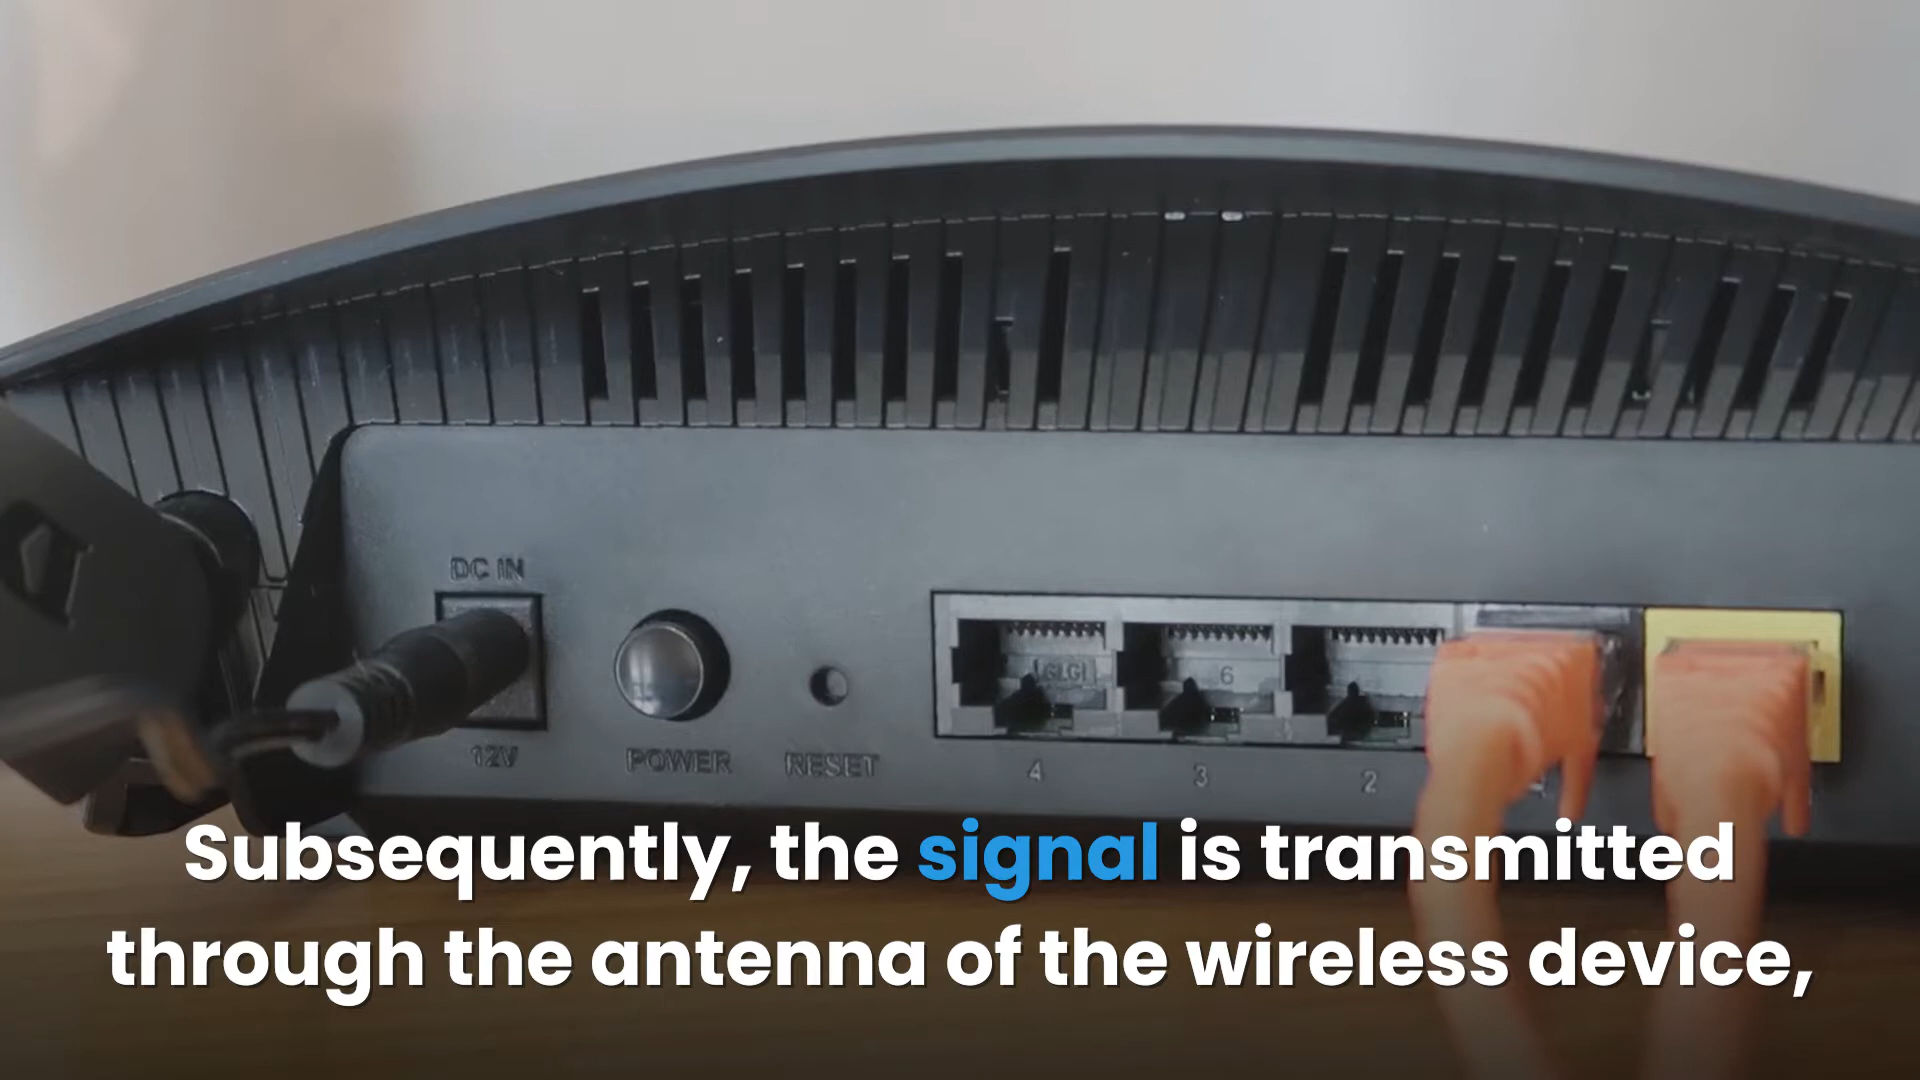 DC IN
12V
POWER
RESET
6
4
3
2
Subsequently, the signal is transmitted
through the antenna of the wireless device,